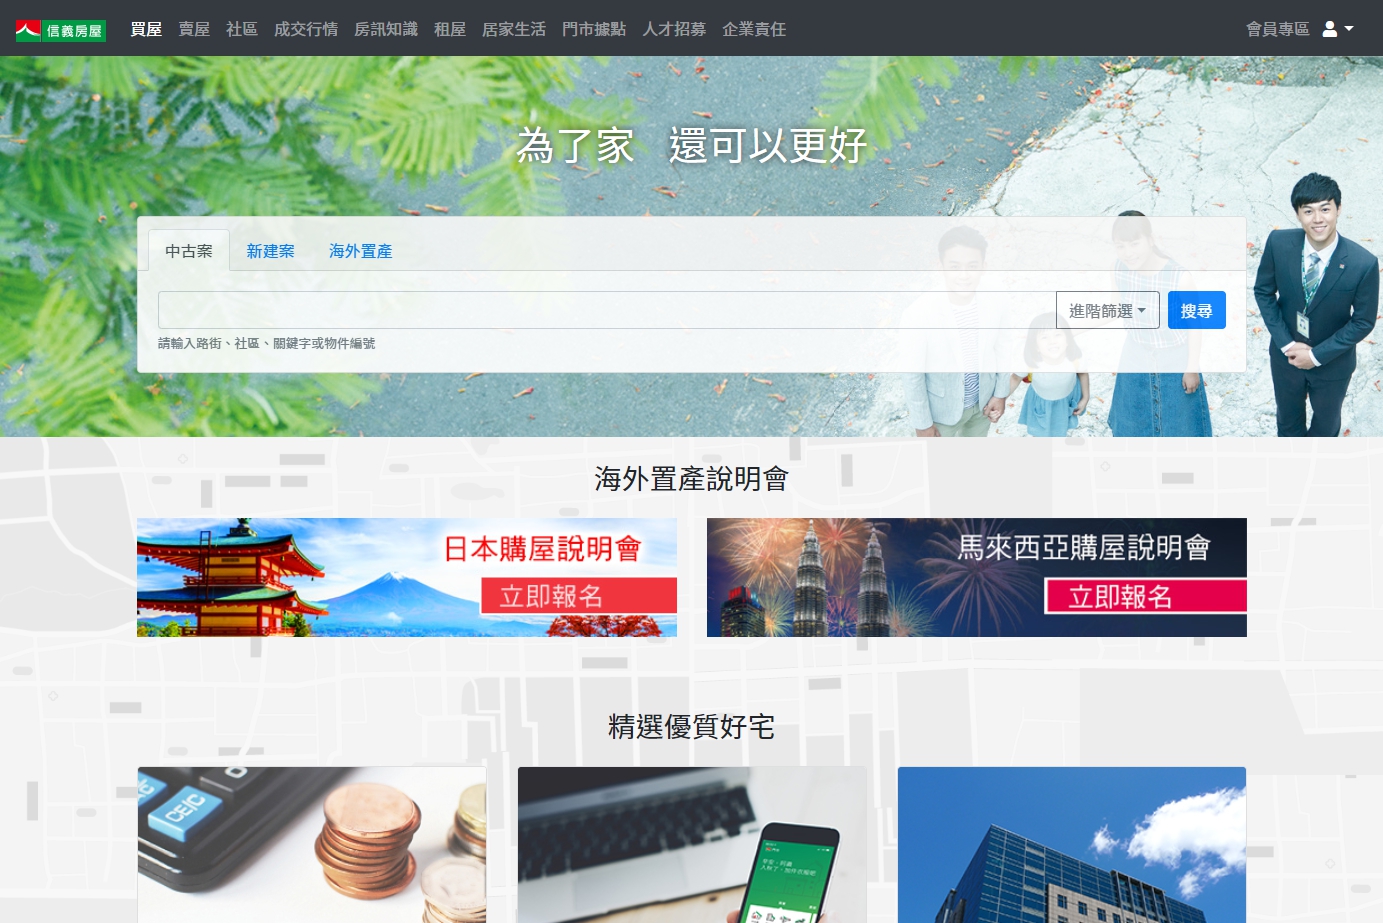 信義房屋 買屋 賣屋 社區 成交行情 房訊知識 租屋 居家生活 門市據點 人才招募 企業責任 會員專區
為了家 還可以更好
中古案 新建案 海外置產
進階篩選 搜尋
請輸入路街、社區、關鍵字或物件編號
海外置產說明會
日本購屋說明會
立即報名
馬來西亞購屋說明會
立即報名
精選優質好宅
CE/C